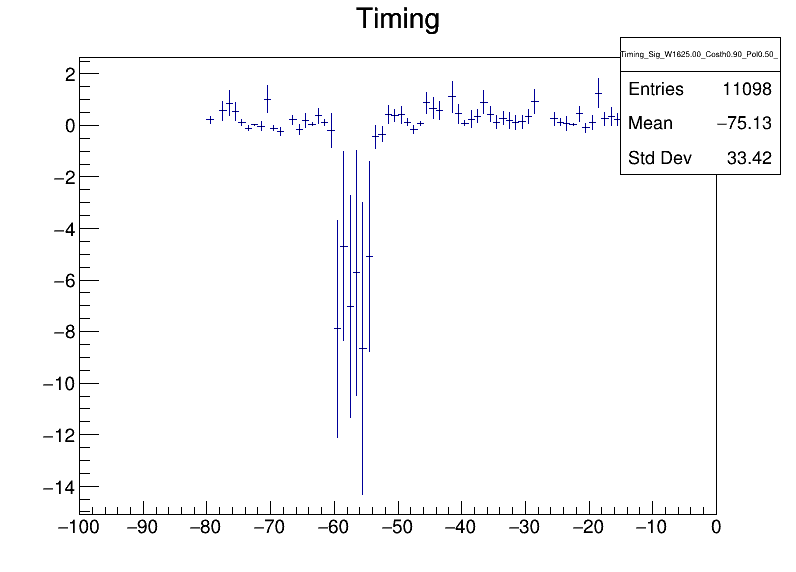 Timing
Timing_Sig_W1625.00_Costh0.90_Pol0.50_
Entries 11098
Mean −75.13
Std Dev 33.42
2
0
−2
−4
−6
−8
−10
−12
−14
−100 −90 −80 −70 −60 −50 −40 −30 −20 −10 0